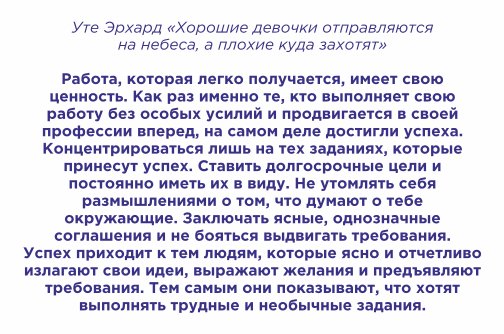 Уте Эрхард «Хорошие девочки отправляются
на небеса, а плохие куда захотят»
Работа, которая легко получается, имеет свою
ценность. Как раз именно те, кто выполняет свою
работу без особых усилий и продвигается в своей
профессии вперед, на самом деле достигли успеха.
Концентрироваться лишь на тех заданиях, которые
принесут успех. Ставить долгосрочные цели и
постоянно иметь их в виду. Не утомлять себя
размышлениями о том, что думают о тебе
окружающие. Заключать ясные, однозначные
соглашения и не бояться выдвигать требования.
Успех приходит к тем людям, которые ясно и отчетливо
излагают свои идеи, выражают желания и предъявляют
требования. Тем самым они показывают, что хотят
выполнять трудные и необычные задания.